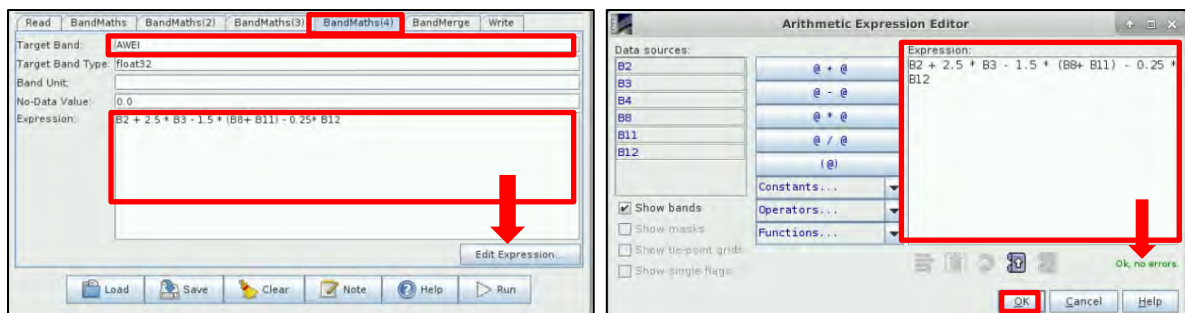 Read BandMaths BandMaths(2) BandMaths(3) BandMaths(4) BandMerge Write
Target Band: AWEI
Target Band Type: float32
Band Unit:
No-Data Value: 0.0
Expression: B2 + 2.5 * B3 - 1.5 * (B8+ B11) - 0.25* B12
Edit Expression...
Load Save Clear Note Help Run
Arithmetic Expression Editor
Data sources:
B2
B3
B4
B8
B11
B12
@ + @
@ - @
@ * @
@ / @
(@)
Constants...
Operators...
Functions...
Show bands
Show masks
Show tie-point grids
Show single flags
Expression:
B2 + 2.5 * B3 - 1.5 * (B8+ B11) - 0.25 *
B12
Ok, no errors.
OK Cancel Help